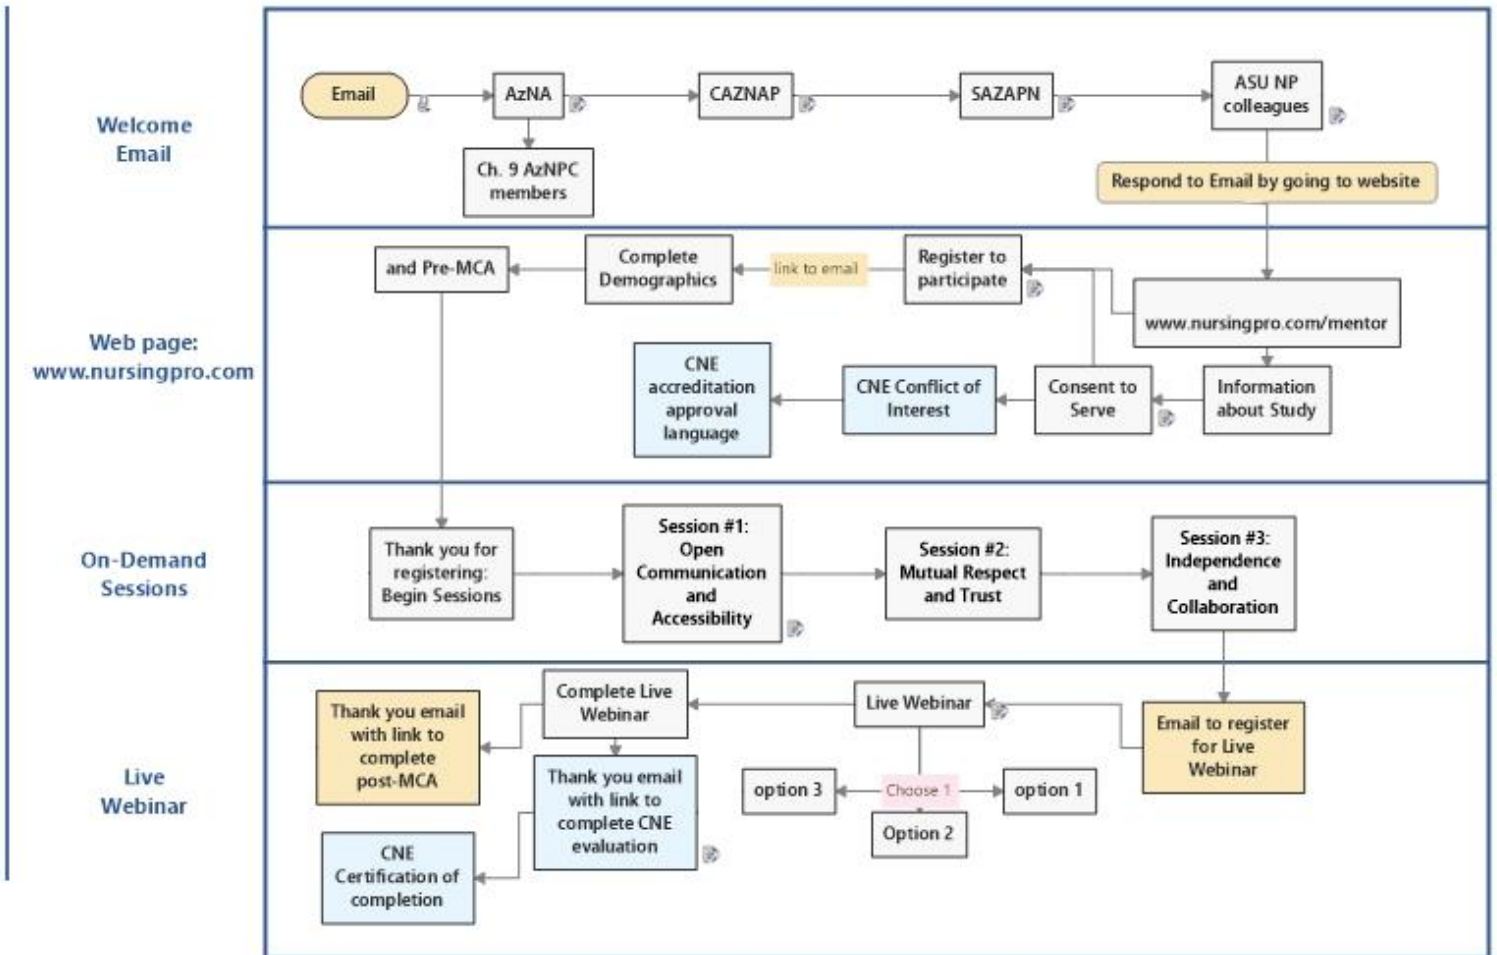 Welcome
Email
Email
AzNA
CAZNAP
SAZAPN
ASU NP
colleagues
Ch. 9 AzNPC
members
Respond to Email by going to website
Web page:
www.nursingpro.com
and Pre-MCA
Complete
Demographics
link to email
Register to
participate
www.nursingpro.com/mentor
CNE
accreditation
approval
language
CNE Conflict of
Interest
Consent to
Serve
Information
about Study
On-Demand
Sessions
Thank you for
registering:
Begin Sessions
Session #1:
Open
Communication
and
Accessibility
Session #2:
Mutual Respect
and Trust
Session #3:
Independence
and
Collaboration
Live
Webinar
Thank you email
with link to
complete
post-MCA
Complete Live
Webinar
Live Webinar
Email to register
for Live
Webinar
Thank you email
with link to
complete CNE
evaluation
option 3
Choose 1
option 1
Option 2
CNE
Certification of
completion